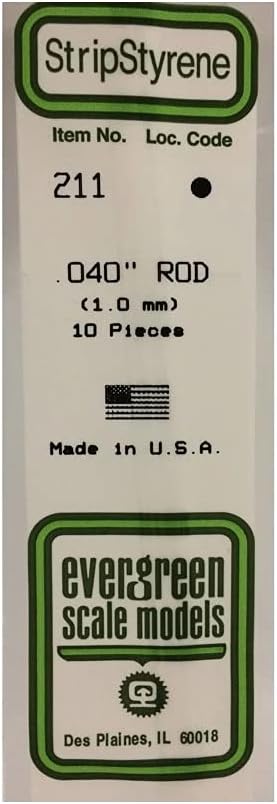 StripStyrene
Item No. Loc. Code
211
.040" ROD
(1.0 mm)
10 Pieces
Made in U.S.A.
evergreen
scale models
Des Plaines, IL 60018